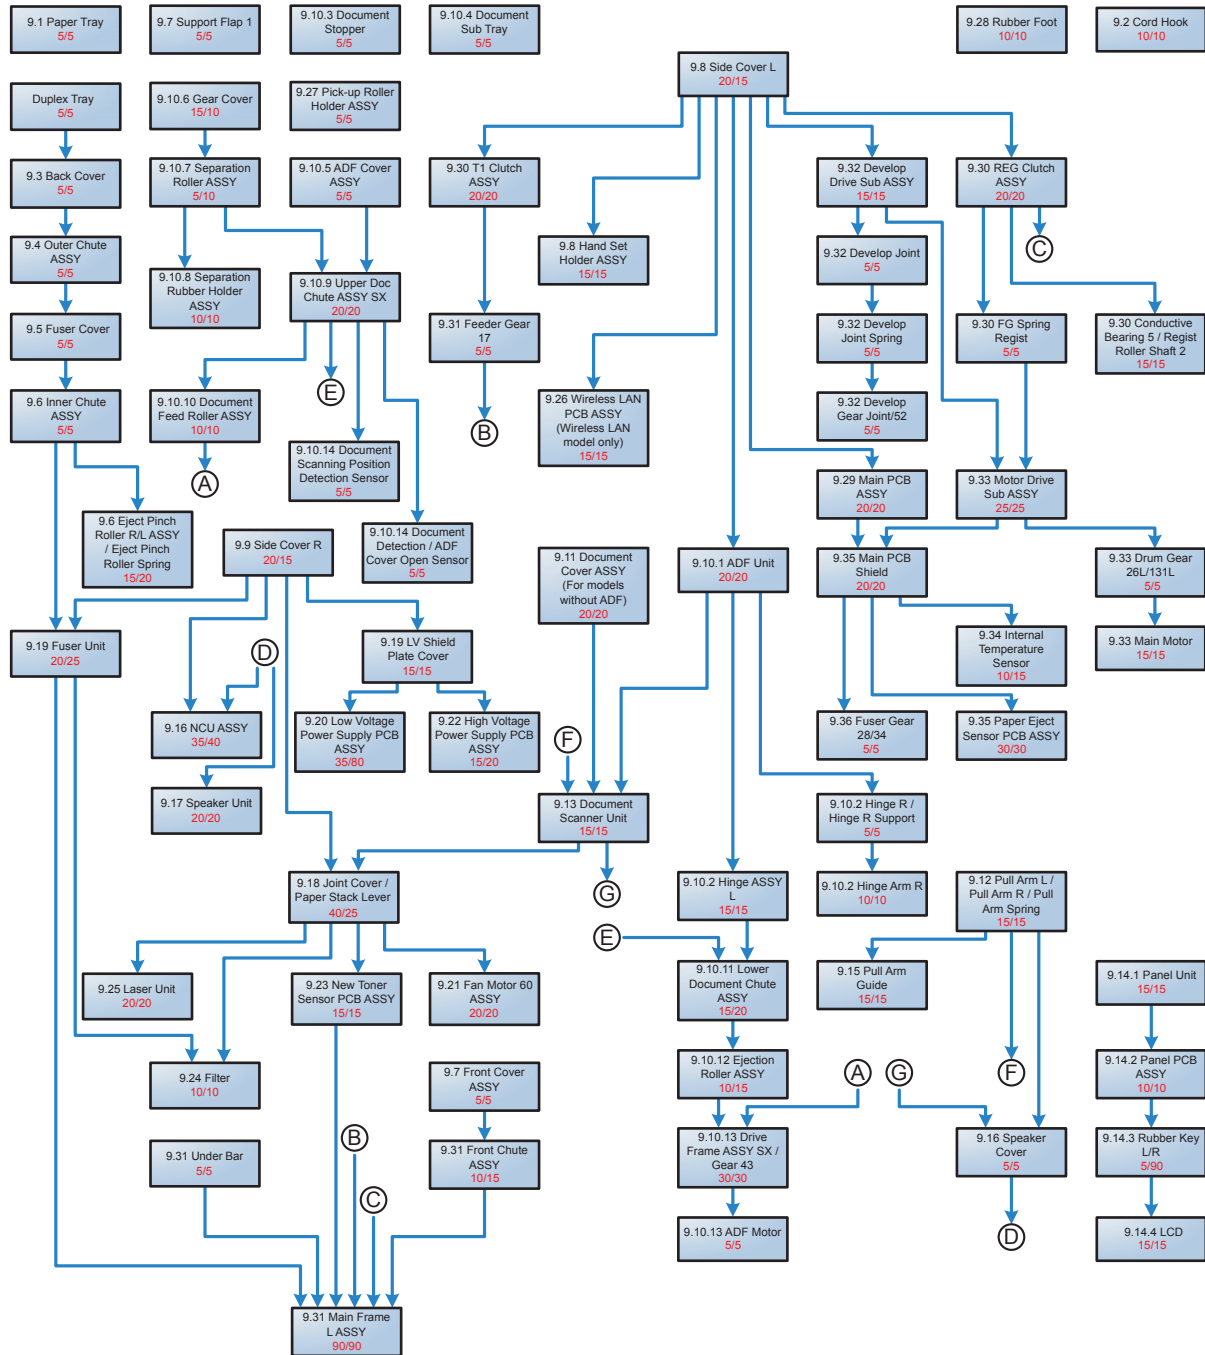 9.1 Paper Tray
5/5
9.7 Support Flap 1
5/5
9.10.3 Document
Stopper
5/5
9.10.4 Document
Sub Tray
5/5
9.28 Rubber Foot
10/10
9.2 Cord Hook
10/10
9.8 Side Cover L
20/15
Duplex Tray
5/5
9.10.6 Gear Cover
15/10
9.27 Pick-up Roller
Holder ASSY
5/5
9.3 Back Cover
5/5
9.10.7 Separation
Roller ASSY
5/10
9.10.5 ADF Cover
ASSY
5/5
9.30 T1 Clutch
ASSY
20/20
9.32 Develop
Drive Sub ASSY
15/15
9.30 REG Clutch
ASSY
20/20
9.4 Outer Chute
ASSY
5/5
9.10.8 Separation
Rubber Holder
ASSY
10/10
9.10.9 Upper Doc
Chute ASSY SX
20/20
9.8 Hand Set
Holder ASSY
15/15
9.32 Develop Joint
5/5
C
9.5 Fuser Cover
5/5
9.31 Feeder Gear
17
5/5
9.32 Develop
Joint Spring
5/5
9.30 FG Spring
Regist
5/5
9.30 Conductive
Bearing 5 / Regist
Roller Shaft 2
15/15
9.6 Inner Chute
ASSY
5/5
9.10.10 Document
Feed Roller ASSY
10/10
E
B
9.26 Wireless LAN
PCB ASSY
(Wireless LAN
model only)
15/15
9.32 Develop
Gear Joint/52
5/5
A
9.10.14 Document
Scanning Position
Detection Sensor
5/5
9.29 Main PCB
ASSY
20/20
9.33 Motor Drive
Sub ASSY
25/25
9.6 Eject Pinch
Roller R/L ASSY
/ Eject Pinch
Roller Spring
15/20
9.9 Side Cover R
20/15
9.10.14 Document
Detection / ADF
Cover Open Sensor
5/5
9.11 Document
Cover ASSY
(For models
without ADF)
20/20
9.10.1 ADF Unit
20/20
9.35 Main PCB
Shield
20/20
9.33 Drum Gear
26L/131L
5/5
9.19 Fuser Unit
20/25
D
9.19 LV Shield
Plate Cover
15/15
9.34 Internal
Temperature
Sensor
10/15
9.33 Main Motor
15/15
9.16 NCU ASSY
35/40
9.20 Low Voltage
Power Supply PCB
ASSY
35/80
9.22 High Voltage
Power Supply PCB
ASSY
15/20
F
9.36 Fuser Gear
28/34
5/5
9.35 Paper Eject
Sensor PCB ASSY
30/30
9.17 Speaker Unit
20/20
9.13 Document
Scanner Unit
15/15
9.10.2 Hinge R /
Hinge R Support
5/5
9.18 Joint Cover /
Paper Stack Lever
40/25
G
9.10.2 Hinge ASSY
L
15/15
9.10.2 Hinge Arm R
10/10
9.12 Pull Arm L /
Pull Arm R / Pull
Arm Spring
15/15
E
9.25 Laser Unit
20/20
9.23 New Toner
Sensor PCB ASSY
15/15
9.21 Fan Motor 60
ASSY
20/20
9.10.11 Lower
Document Chute
ASSY
15/20
9.15 Pull Arm
Guide
15/15
9.14.1 Panel Unit
15/15
9.24 Filter
10/10
9.7 Front Cover
ASSY
5/5
9.10.12 Ejection
Roller ASSY
10/15
A
G
F
9.14.2 Panel PCB
ASSY
10/10
9.31 Under Bar
5/5
B
9.31 Front Chute
ASSY
10/15
9.10.13 Drive
Frame ASSY SX /
Gear 43
30/30
9.16 Speaker
Cover
5/5
9.14.3 Rubber Key
L/R
5/90
C
9.10.13 ADF Motor
5/5
D
9.14.4 LCD
15/15
9.31 Main Frame
L ASSY
90/90